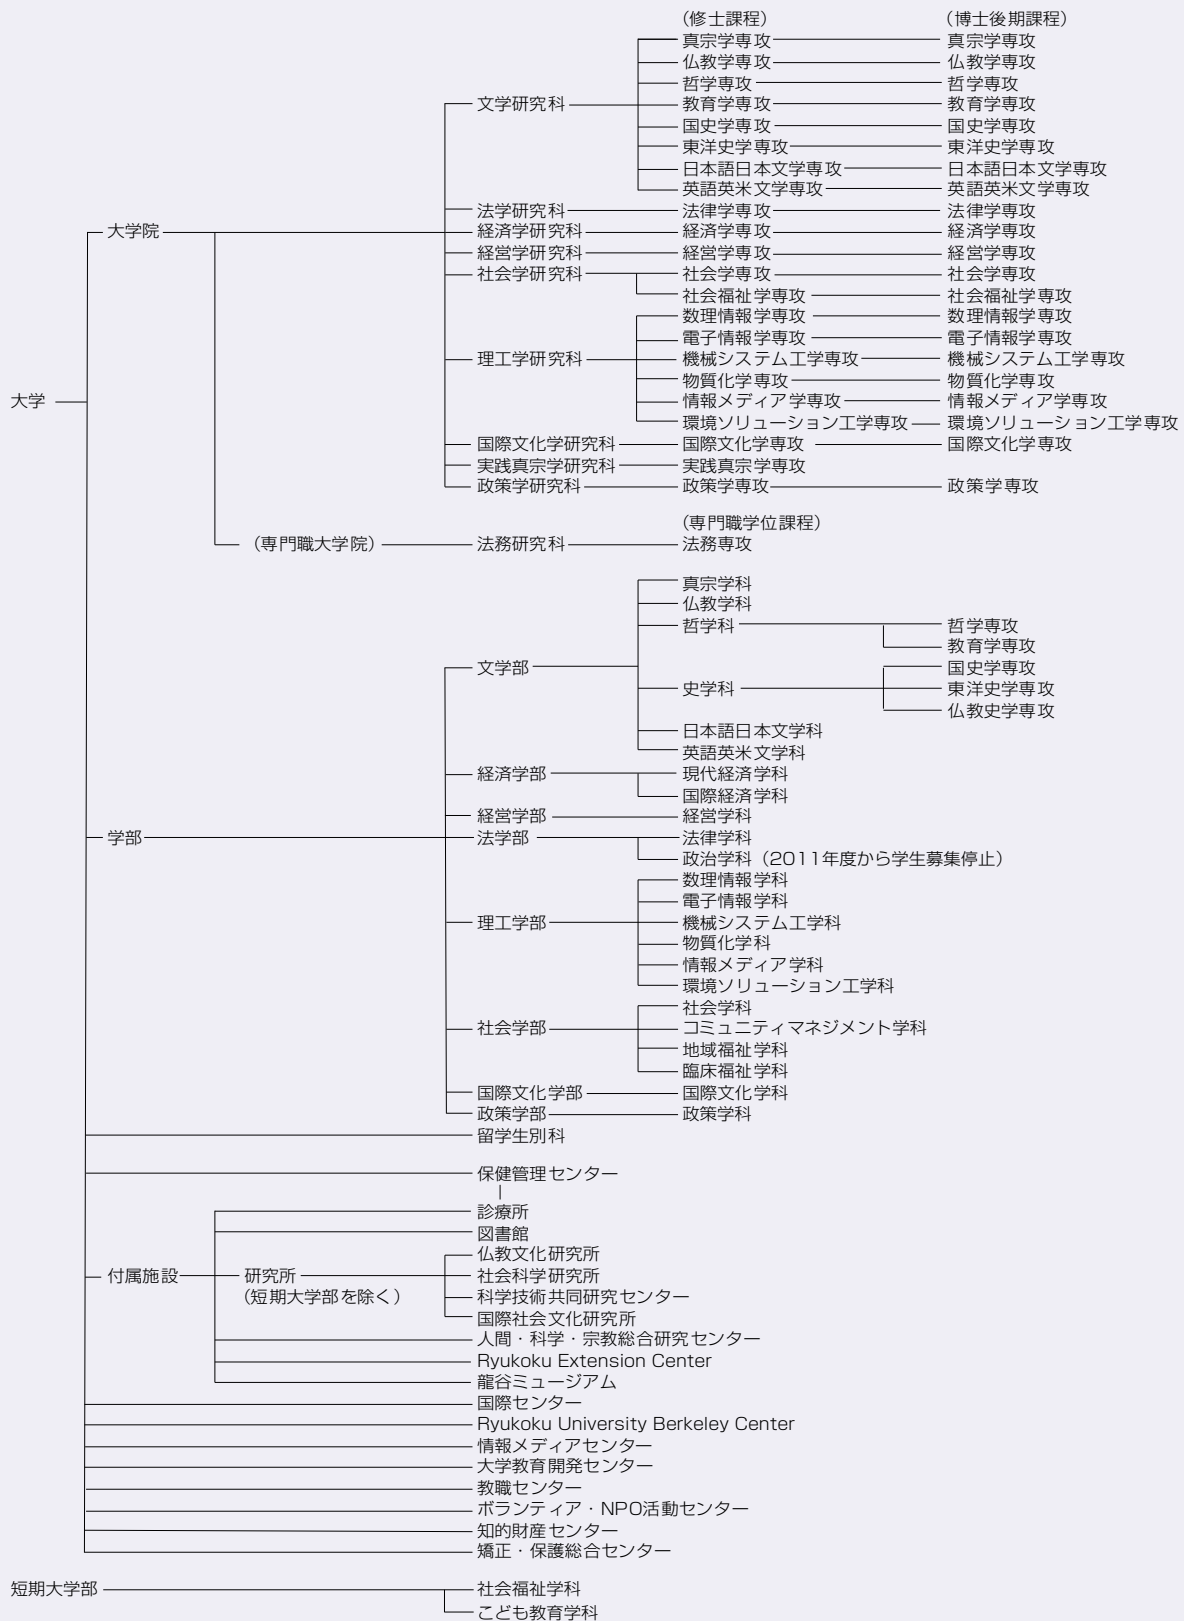 （修士課程） （博士後期課程）
真宗学専攻 真宗学専攻
仏教学専攻 仏教学専攻
哲学専攻 哲学専攻
文学研究科 教育学専攻 教育学専攻
国史学専攻 国史学専攻
東洋史学専攻 東洋史学専攻
日本語日本文学専攻 日本語日本文学専攻
英語英米文学専攻 英語英米文学専攻
法学研究科 法律学専攻 法律学専攻
大学院 経済学研究科 経済学専攻 経済学専攻
経営学研究科 経営学専攻 経営学専攻
社会学研究科 社会学専攻 社会学専攻
社会福祉学専攻 社会福祉学専攻
数理情報学専攻 数理情報学専攻
電子情報学専攻 電子情報学専攻
理工学研究科 機械システム工学専攻 機械システム工学専攻
物質化学専攻 物質化学専攻
大学 情報メディア学専攻 情報メディア学専攻
環境ソリューション工学専攻 環境ソリューション工学専攻
国際文化学研究科 国際文化学専攻 国際文化学専攻
実践真宗学研究科 実践真宗学専攻
政策学研究科 政策学専攻 政策学専攻
（専門職学位課程）
（専門職大学院） 法務研究科 法務専攻
真宗学科
仏教学科
哲学科 哲学専攻
教育学専攻
文学部 国史学専攻
史学科 東洋史学専攻
仏教史学専攻
日本語日本文学科
英語英米文学科
経済学部 現代経済学科
国際経済学科
経営学部 経営学科
学部 法学部 法律学科
政治学科（2011年度から学生募集停止）
数理情報学科
電子情報学科
理工学部 機械システム工学科
物質化学科
情報メディア学科
環境ソリューション工学科
社会学科
社会学部 コミュニティマネジメント学科
地域福祉学科
臨床福祉学科
国際文化学部 国際文化学科
政策学部 政策学科
留学生別科
保健管理センター
診療所
図書館
仏教文化研究所
付属施設 研究所 社会科学研究所
（短期大学部を除く） 科学技術共同研究センター
国際社会文化研究所
人間・科学・宗教総合研究センター
Ryukoku Extension Center
龍谷ミュージアム
国際センター
Ryukoku University Berkeley Center
情報メディアセンター
大学教育開発センター
教職センター
ボランティア・NPO活動センター
知的財産センター
矯正・保護総合センター
短期大学部 社会福祉学科
こども教育学科